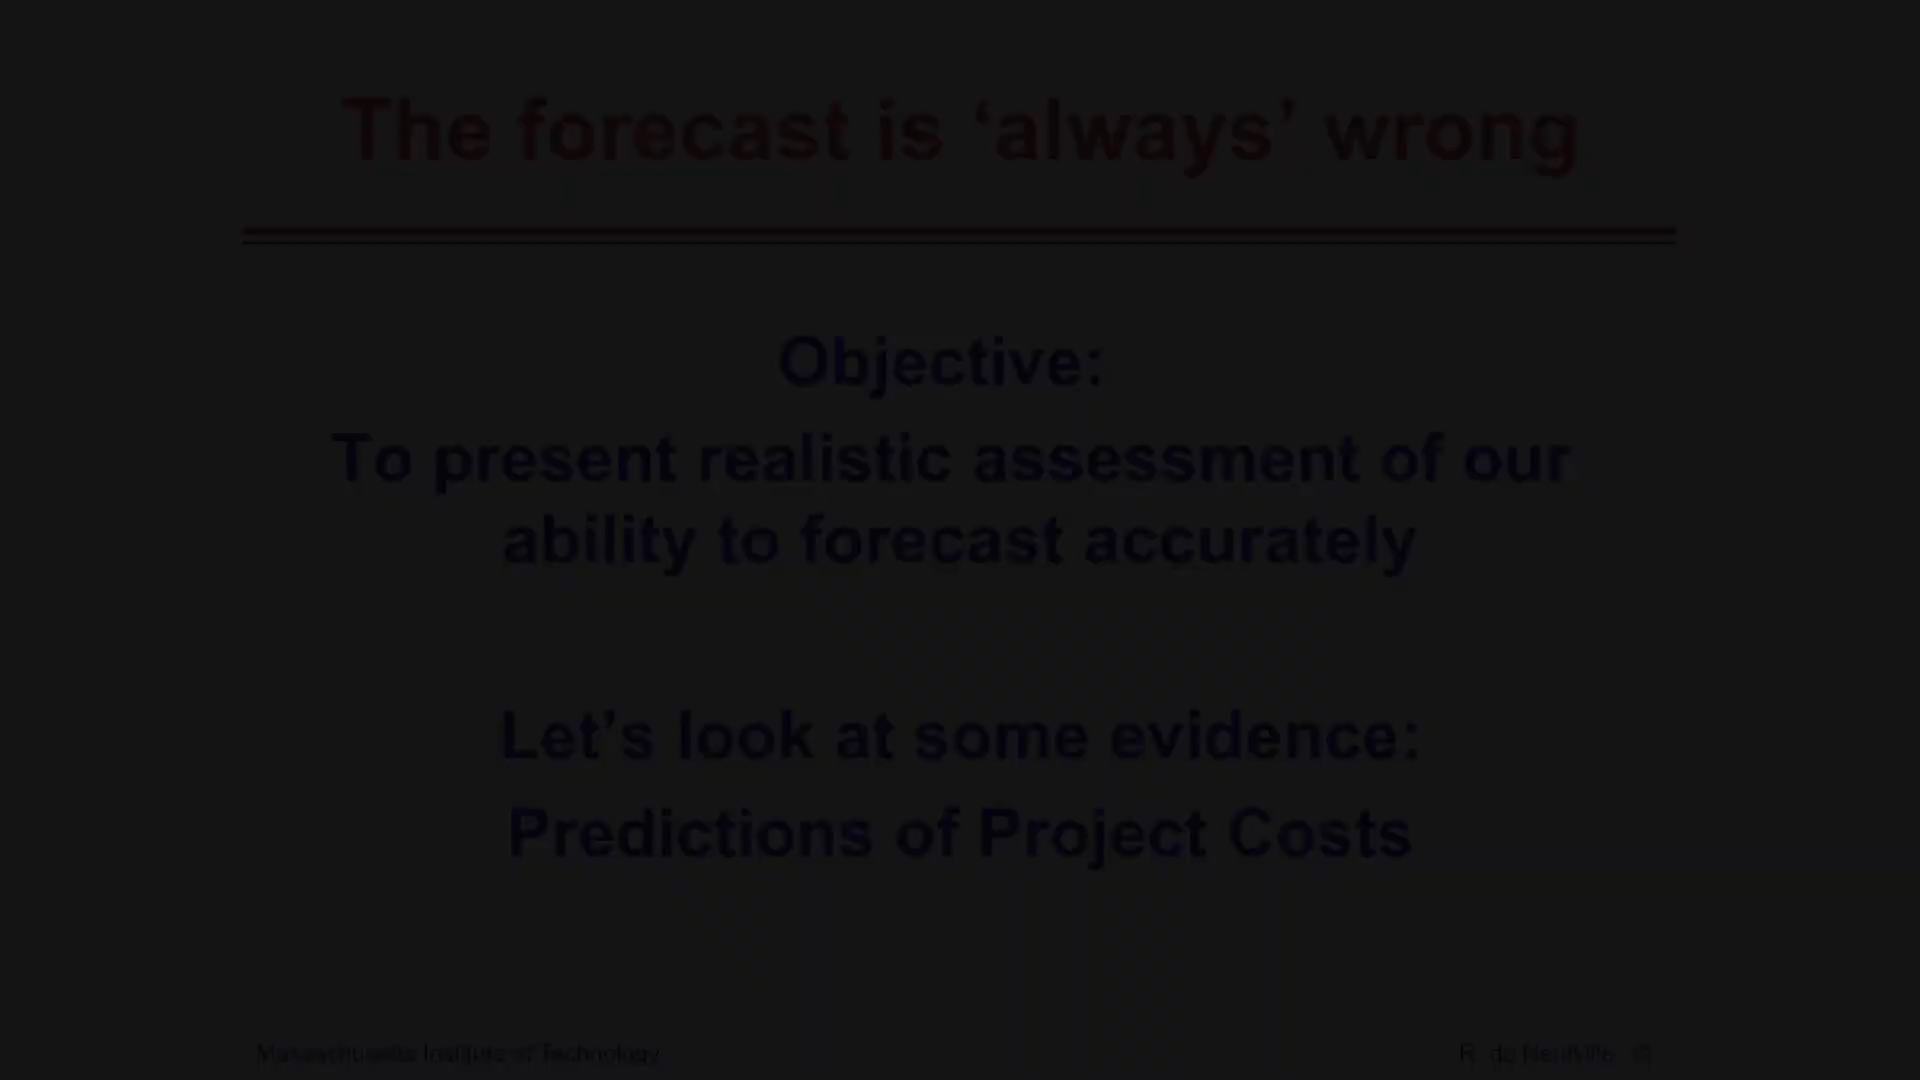 The forecast is ‘always’ wrong
Objective:
To present realistic assessment of our
ability to forecast accurately
Let’s look at some evidence:
Predictions of Project Costs
Massachusetts Institute of Technology
R. de Neufville ©